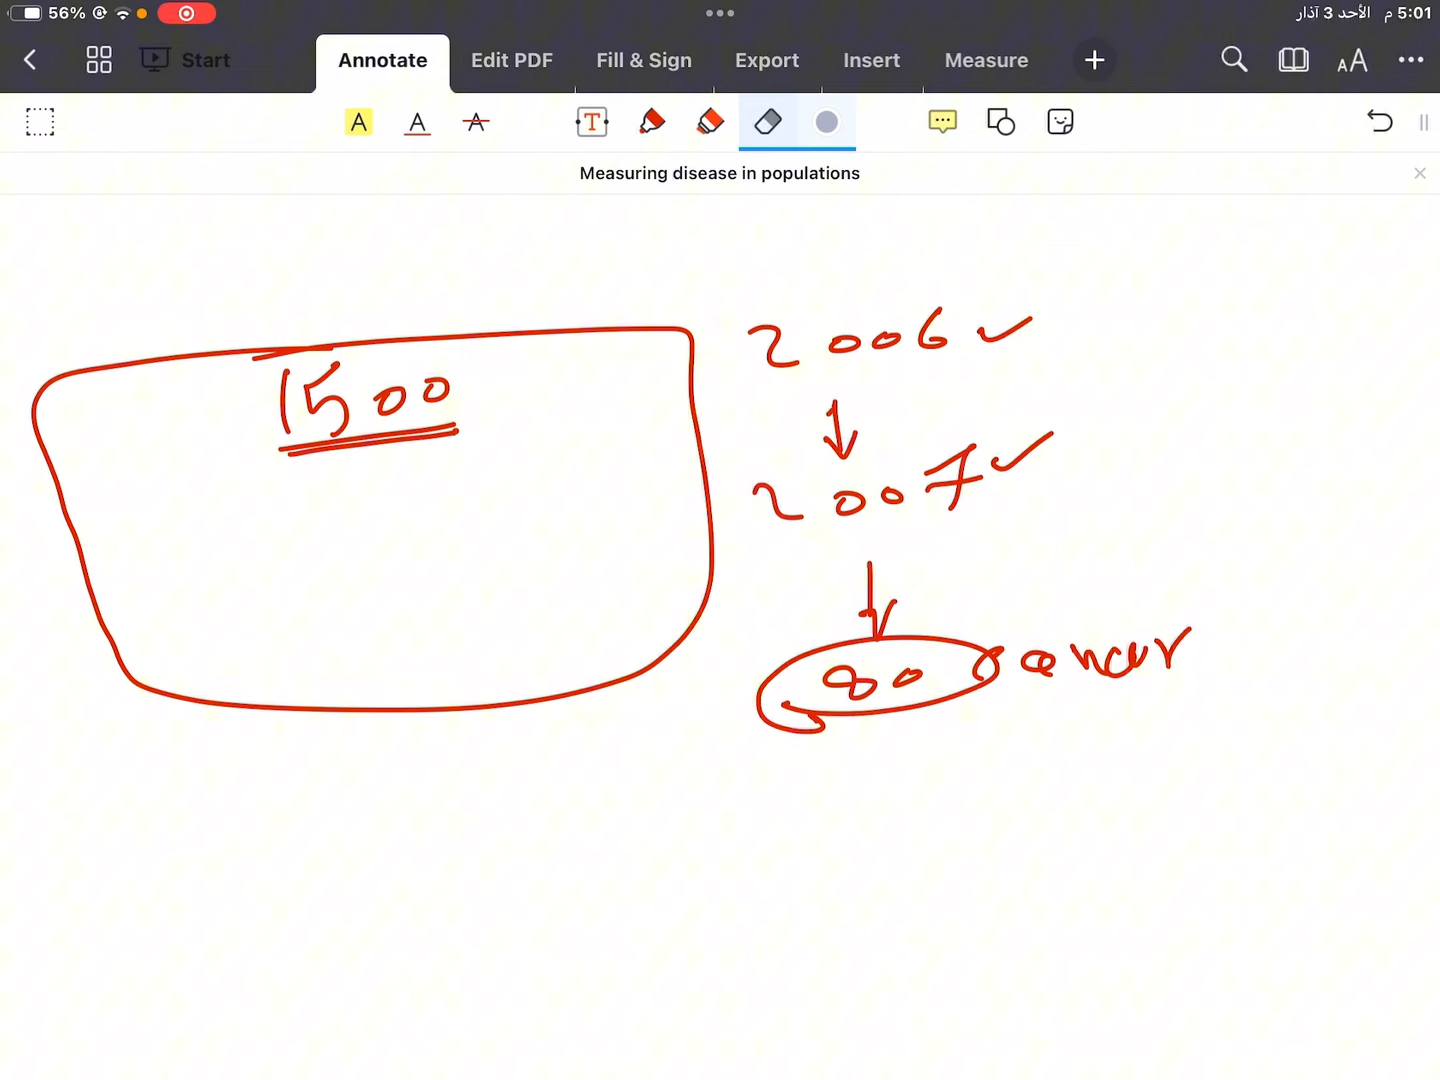 56% 5:01 م الأحد 3 آذار
Start Annotate Edit PDF Fill & Sign Export Insert Measure
Measuring disease in populations
1500
2006
2007
80 cancer